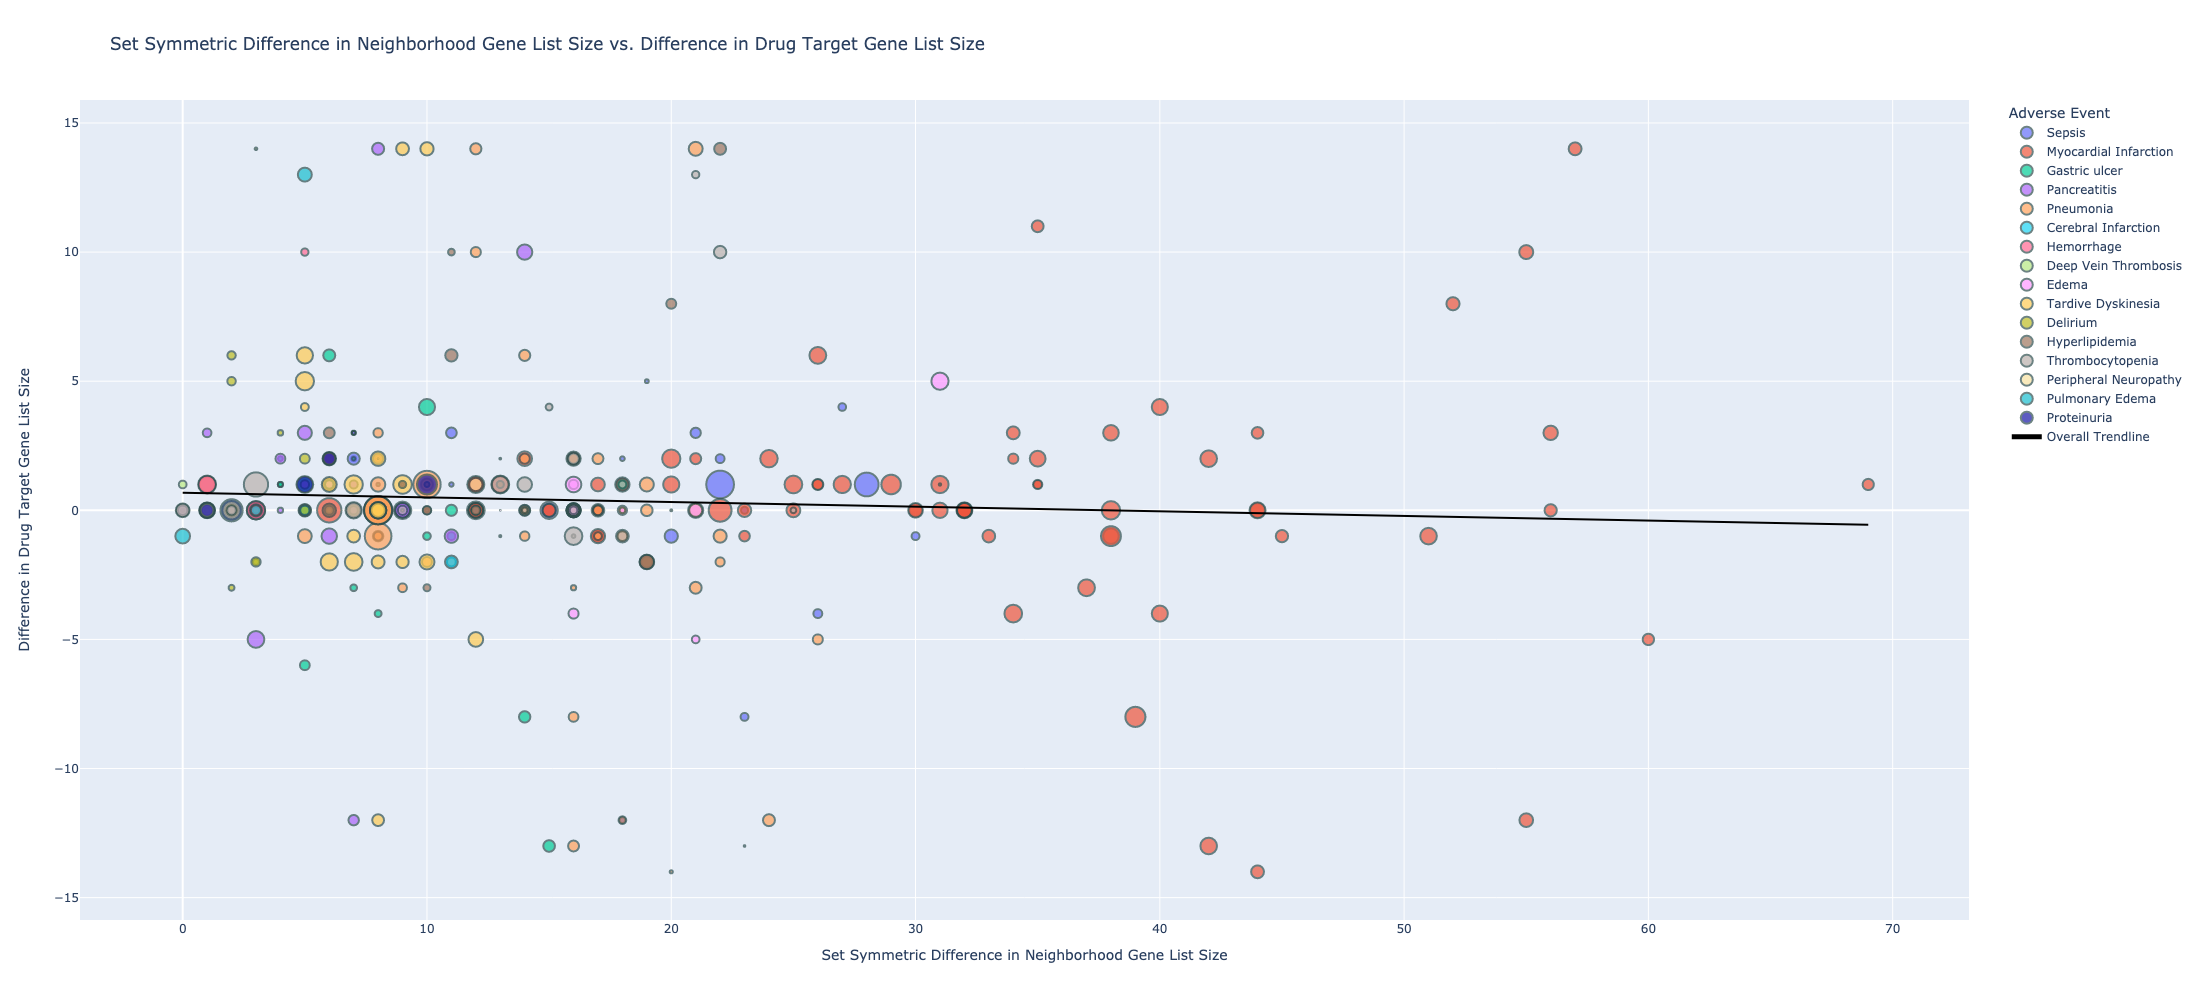 Set Symmetric Difference in Neighborhood Gene List Size vs. Difference in Drug Target Gene List Size
Difference in Drug Target Gene List Size
15
10
5
0
−5
−10
−15
0 10 20 30 40 50 60 70
Set Symmetric Difference in Neighborhood Gene List Size
Adverse Event
Sepsis
Myocardial Infarction
Gastric ulcer
Pancreatitis
Pneumonia
Cerebral Infarction
Hemorrhage
Deep Vein Thrombosis
Edema
Tardive Dyskinesia
Delirium
Hyperlipidemia
Thrombocytopenia
Peripheral Neuropathy
Pulmonary Edema
Proteinuria
Overall Trendline